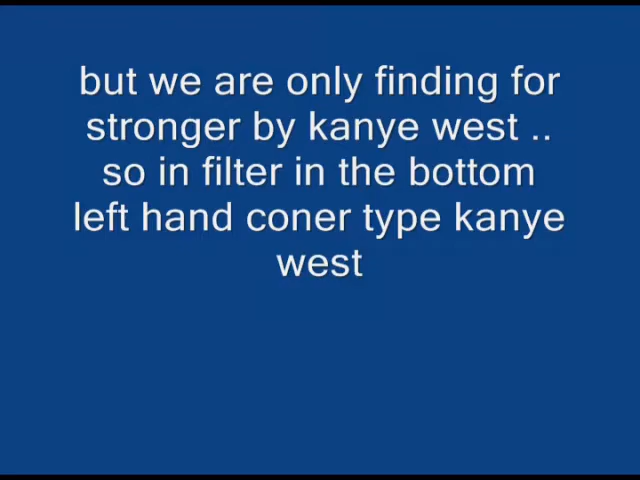 but we are only finding for
stronger by kanye west ..
so in filter in the bottom
left hand coner type kanye
west